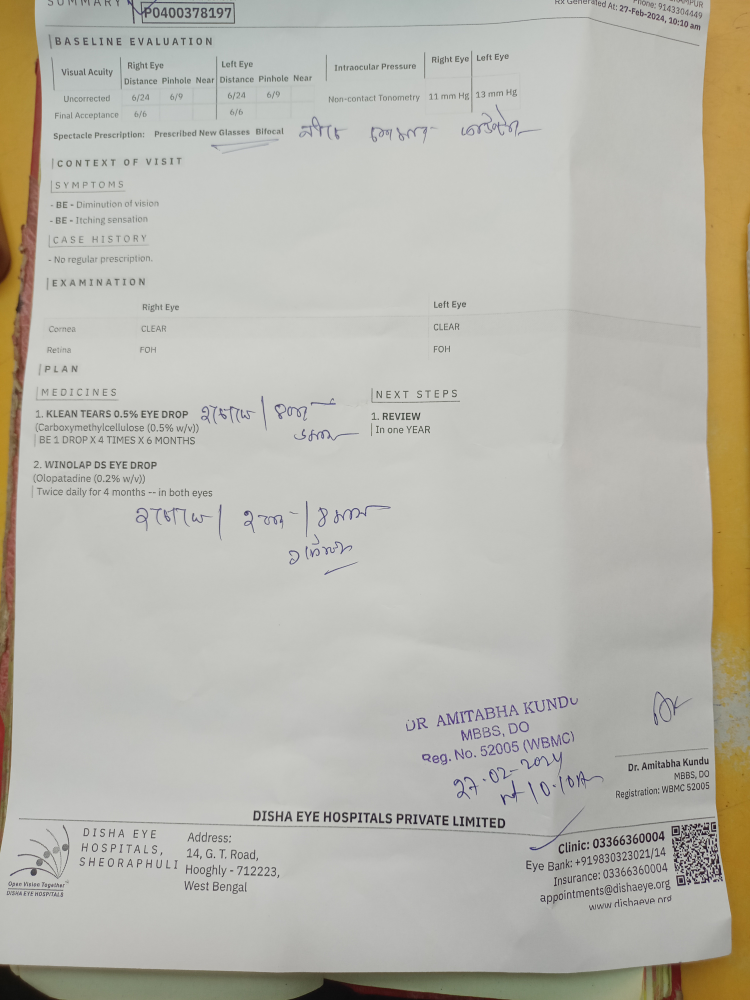 SUMMARY P0400378197
Phone: 9143304449
Rx Generated At: 27-Feb-2024, 10:10 am
BASELINE EVALUATION
Visual Acuity Right Eye Left Eye Intraocular Pressure Right Eye Left Eye
Distance Pinhole Near Distance Pinhole Near
Uncorrected 6/24 6/9 6/24 6/9 Non-contact Tonometry 11 mm Hg 13 mm Hg
Final Acceptance 6/6 6/6
Spectacle Prescription: Prescribed New Glasses Bifocal
CONTEXT OF VISIT
SYMPTOMS
- BE - Diminution of vision
- BE - Itching sensation
CASE HISTORY
- No regular prescription.
EXAMINATION
Right Eye Left Eye
Cornea CLEAR CLEAR
Retina FOH FOH
PLAN
MEDICINES
1. KLEAN TEARS 0.5% EYE DROP
(Carboxymethylcellulose (0.5% w/v))
BE 1 DROP X 4 TIMES X 6 MONTHS
NEXT STEPS
1. REVIEW
In one YEAR
2. WINOLAP DS EYE DROP
(Olopatadine (0.2% w/v))
Twice daily for 4 months -- in both eyes
DR AMITABHA KUNDU
MBBS, DO
Reg. No. 52005 (WBMC)
27-02-2024
Dr. Amitabha Kundu
MBBS, DO
Registration: WBMC 52005
DISHA EYE HOSPITALS PRIVATE LIMITED
Open Vision Together
DISHA EYE HOSPITALS
DISHA EYE
HOSPITALS,
SHEORAPHULI
Address:
14, G. T. Road,
Hooghly - 712223,
West Bengal
Clinic: 03366360004
Eye Bank: +919830323021/14
Insurance: 03366360004
appointments@dishaeye.org
www.dishaeye.org